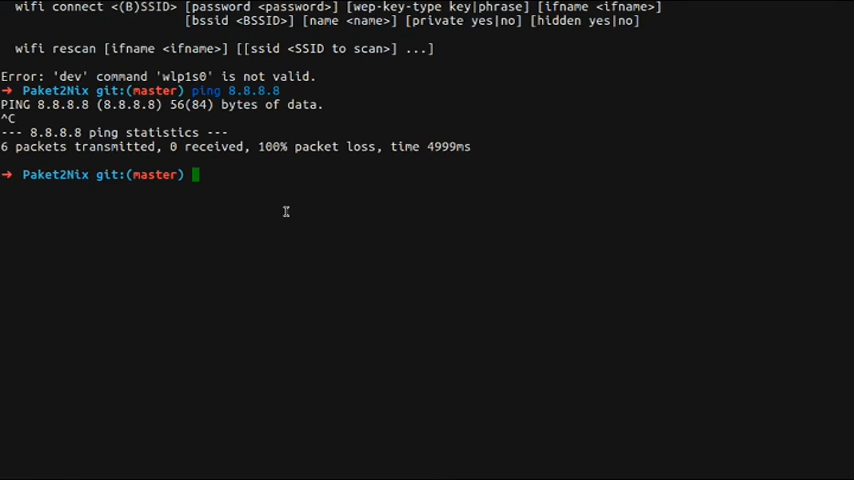 wifi connect <(B)SSID> [password <password>] [wep-key-type key|phrase] [ifname <ifname>]
[bssid <BSSID>] [name <name>] [private yes|no] [hidden yes|no]
wifi rescan [ifname <ifname>] [[ssid <SSID to scan>] ...]
Error: 'dev' command 'wlp1s0' is not valid.
→ Paket2Nix git:(master) ping 8.8.8.8
PING 8.8.8.8 (8.8.8.8) 56(84) bytes of data.
^C
--- 8.8.8.8 ping statistics ---
6 packets transmitted, 0 received, 100% packet loss, time 4999ms
→ Paket2Nix git:(master)